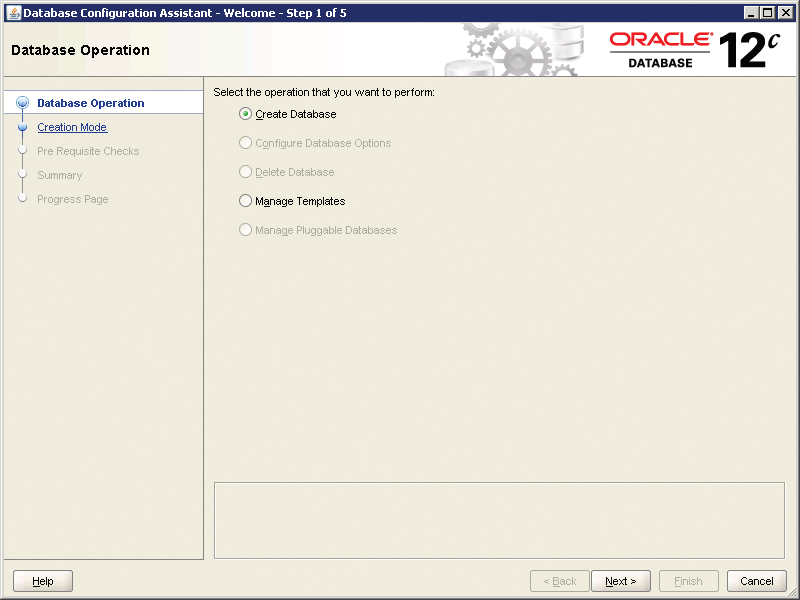 Database Configuration Assistant - Welcome - Step 1 of 5
Database Operation
ORACLE
DATABASE
12c
Database Operation
Creation Mode
Pre Requisite Checks
Summary
Progress Page
Select the operation that you want to perform:
Create Database
Configure Database Options
Delete Database
Manage Templates
Manage Pluggable Databases
Help
< Back
Next >
Finish
Cancel